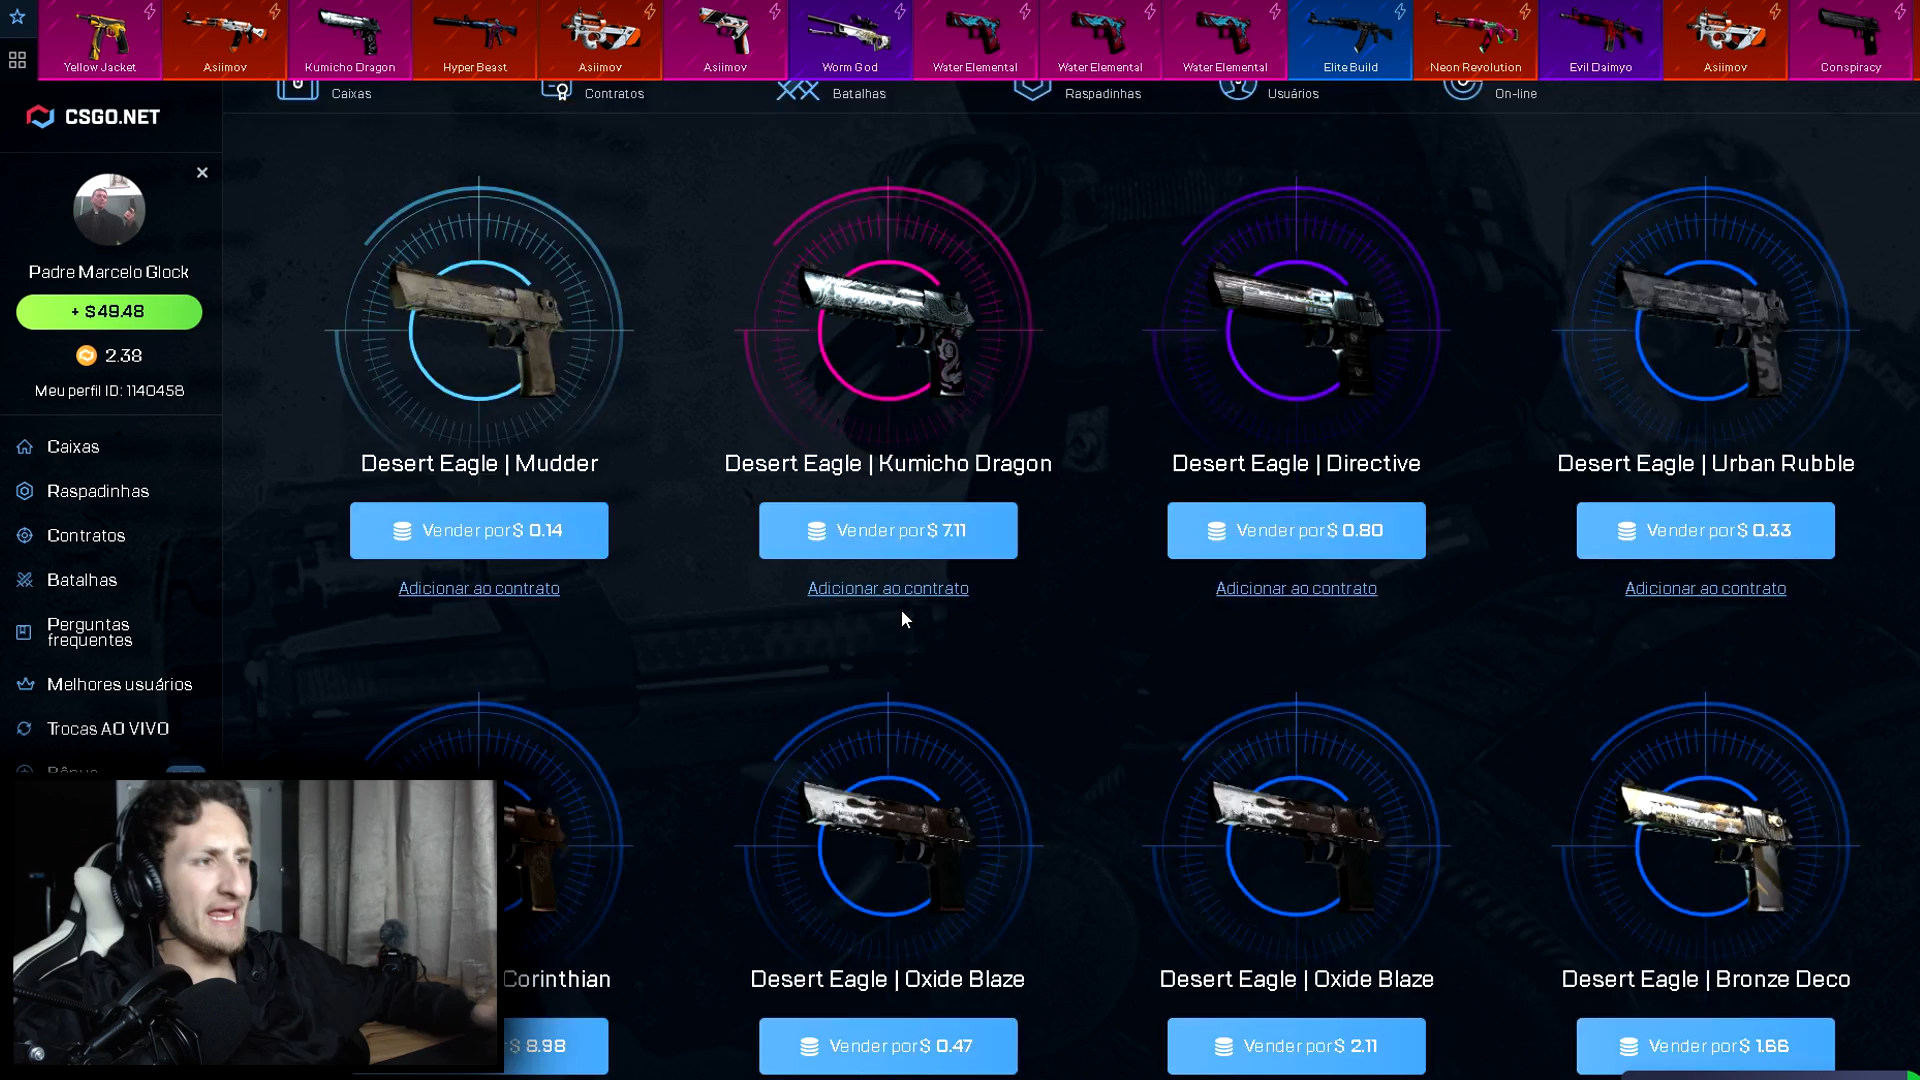 Yellow Jacket
Asiimov
Kumicho Dragon
Hyper Beast
Asiimov
Asiimov
Worm God
Water Elemental
Water Elemental
Water Elemental
Elite Build
Neon Revolution
Evil Daimyo
Asiimov
Conspiracy
Caixas
Contratos
Batalhas
Raspadinhas
Usuários
On-line
CSGO.NET
Padre Marcelo Glock
+ $49.48
2.38
Meu perfil ID: 1140458
Caixas
Raspadinhas
Contratos
Batalhas
Perguntas
frequentes
Melhores usuários
Trocas AO VIVO
Desert Eagle | Mudder
Desert Eagle | Kumicho Dragon
Desert Eagle | Directive
Desert Eagle | Urban Rubble
Vender por $ 0.14
Vender por $ 7.11
Vender por $ 0.80
Vender por $ 0.33
Adicionar ao contrato
Adicionar ao contrato
Adicionar ao contrato
Adicionar ao contrato
Corinthian
Desert Eagle | Oxide Blaze
Desert Eagle | Oxide Blaze
Desert Eagle | Bronze Deco
$ 8.98
Vender por $ 0.47
Vender por $ 2.11
Vender por $ 1.66